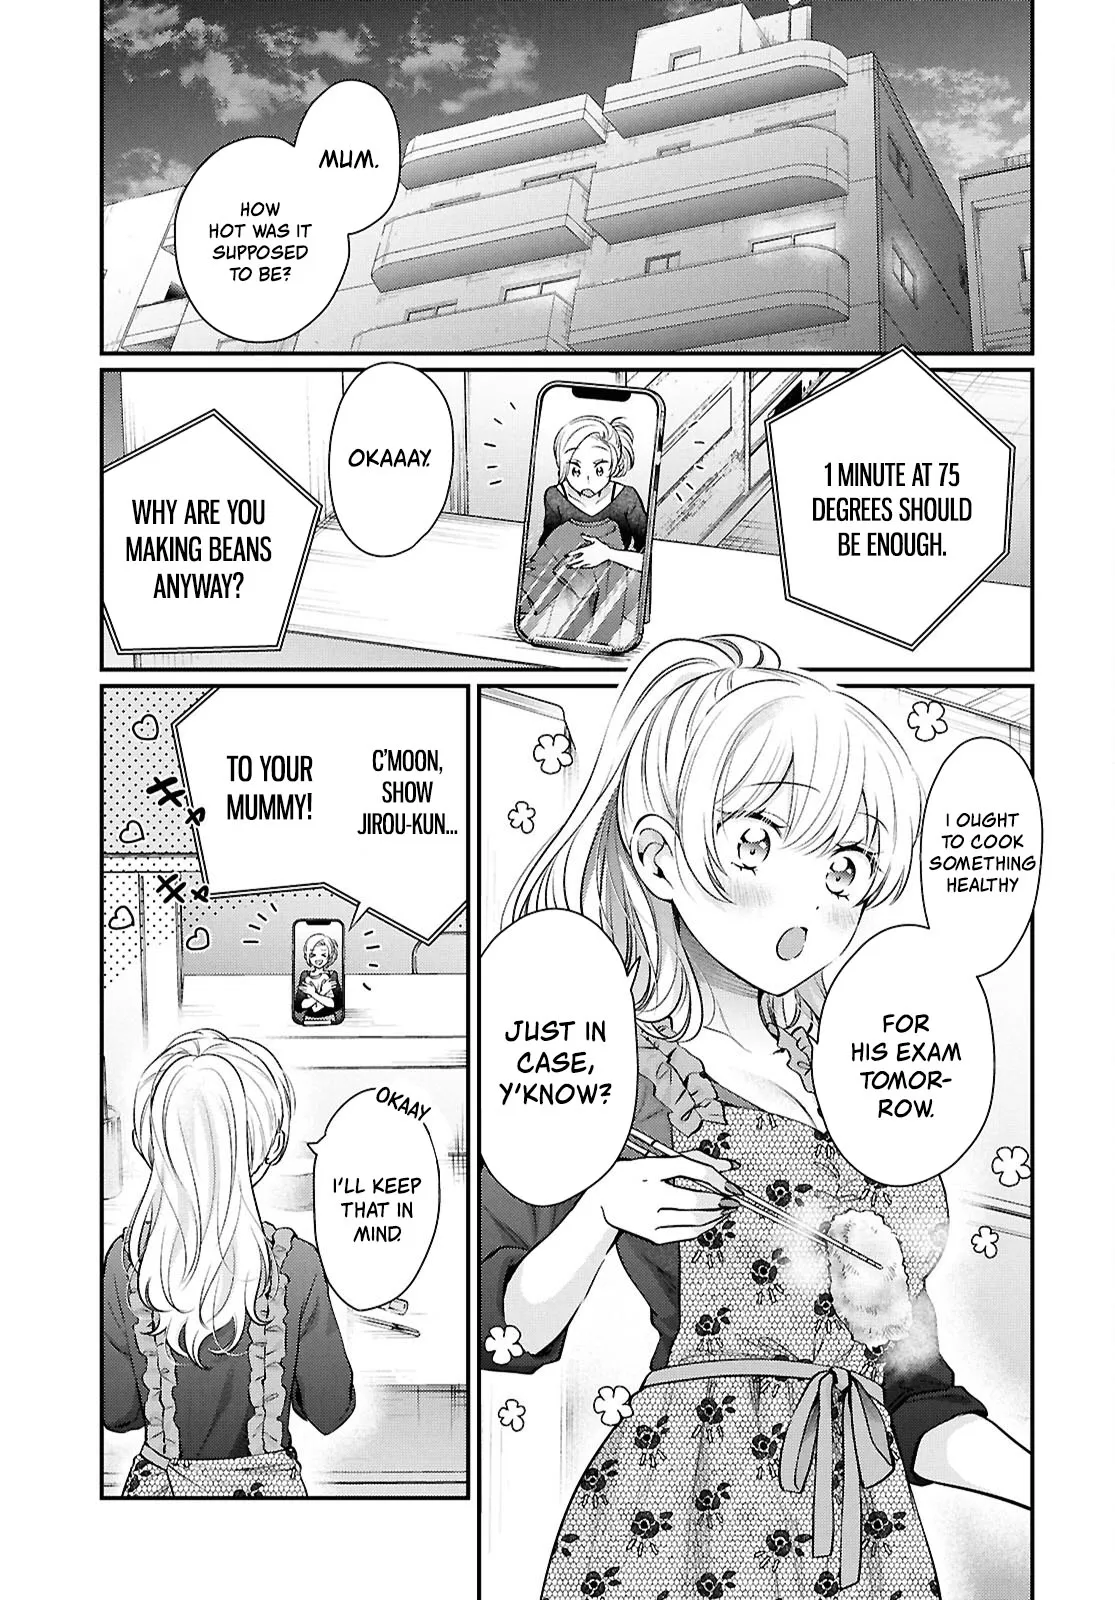 MUM.
HOW
HOT WAS IT
SUPPOSED
TO BE?
1 MINUTE AT 75
DEGREES SHOULD
BE ENOUGH.
OKAAAY.
WHY ARE YOU
MAKING BEANS
ANYWAY?
I OUGHT
TO COOK
SOMETHING
HEALTHY
FOR
HIS EXAM
TOMOR-
ROW.
JUST IN
CASE,
Y'KNOW?
C'MOON,
SHOW
JIROU-KUN...
TO YOUR
MUMMY!
OKAAY
I'LL KEEP
THAT IN
MIND.